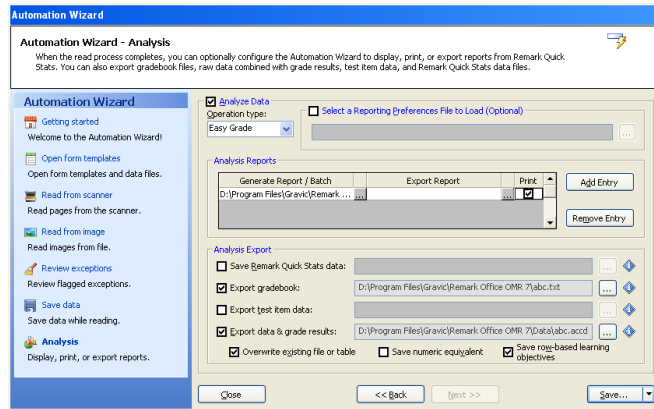 Automation Wizard
Automation Wizard - Analysis
When the read process completes, you can optionally configure the Automation Wizard to display, print, or export reports from Remark Quick
Stats. You can also export gradebook files, raw data combined with grade results, test item data, and Remark Quick Stats data files.
Automation Wizard
Getting started
Welcome to the Automation Wizard!
Open form templates
Open form templates and data files.
Read from scanner
Read pages from the scanner.
Read from image
Read images from file.
Review exceptions
Review flagged exceptions.
Save data
Save data while reading.
Analysis
Display, print, or export reports.
Analyze Data
Operation type:
Easy Grade
Select a Reporting Preferences File to Load (Optional)
...
Analysis Reports
Generate Report / Batch Export Report Print
D:\Program Files\Gravic\Remark ... ... ...
Add Entry
Remove Entry
Analysis Export
Save Remark Quick Stats data: ...
Export gradebook: D:\Program Files\Gravic\Remark Office OMR 7\abc.txt ...
Export test item data: ...
Export data & grade results: D:\Program Files\Gravic\Remark Office OMR 7\Data\abc.accd ...
Overwrite existing file or table Save numeric equivalent Save row-based learning
objectives
Close << Back Next >> Save...